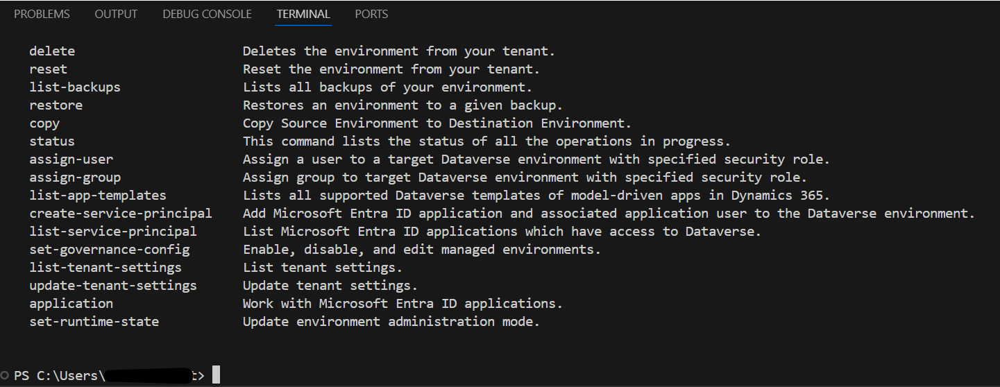 PROBLEMS OUTPUT DEBUG CONSOLE TERMINAL PORTS
delete Deletes the environment from your tenant.
reset Reset the environment from your tenant.
list-backups Lists all backups of your environment.
restore Restores an environment to a given backup.
copy Copy Source Environment to Destination Environment.
status This command lists the status of all the operations in progress.
assign-user Assign a user to a target Dataverse environment with specified security role.
assign-group Assign group to target Dataverse environment with specified security role.
list-app-templates Lists all supported Dataverse templates of model-driven apps in Dynamics 365.
create-service-principal Add Microsoft Entra ID application and associated application user to the Dataverse environment.
list-service-principal List Microsoft Entra ID applications which have access to Dataverse.
set-governance-config Enable, disable, and edit managed environments.
list-tenant-settings List tenant settings.
update-tenant-settings Update tenant settings.
application Work with Microsoft Entra ID applications.
set-runtime-state Update environment administration mode.
PS C:\Users\ t>